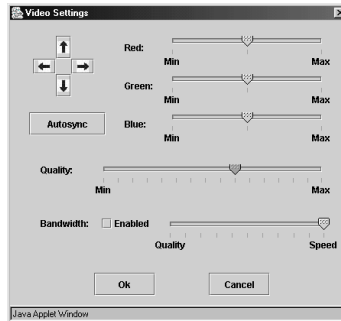 Video Settings
Red:
Min Max
Green:
Min Max
Autosync
Blue:
Min Max
Quality:
Min Max
Bandwidth: Enabled
Quality Speed
Ok Cancel
Java Applet Window